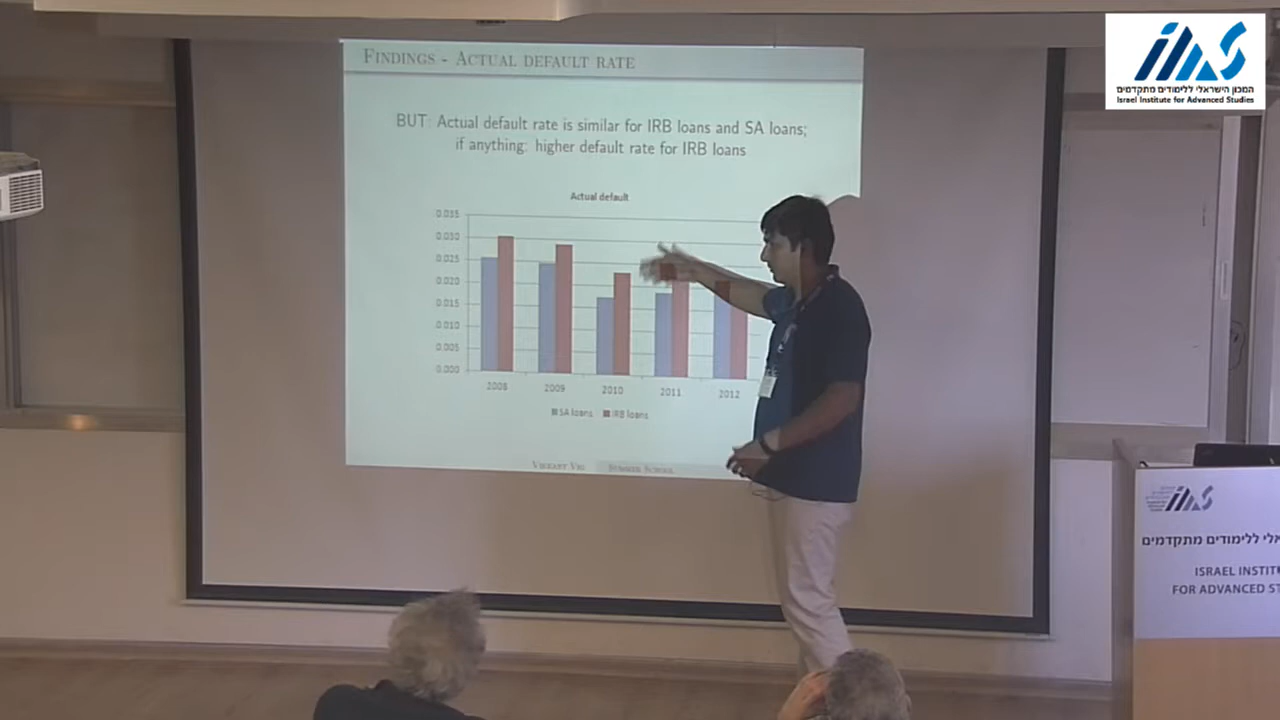 FINDINGS - ACTUAL DEFAULT RATE
BUT: Actual default rate is similar for IRB loans and SA loans;
if anything: higher default rate for IRB loans
Actual default
0.035
0.030
0.025
0.020
0.015
0.010
0.005
0.000
2008
2009
2010
2011
2012
SA loans
IRB loans
VIKRANT VIG
SUMMER SCHOOL
המכון הישראלי ללימודים מתקדמים
Israel Institute for Advanced Studies
ללימודים מתקדמים
ISRAEL
FOR ADVANCED